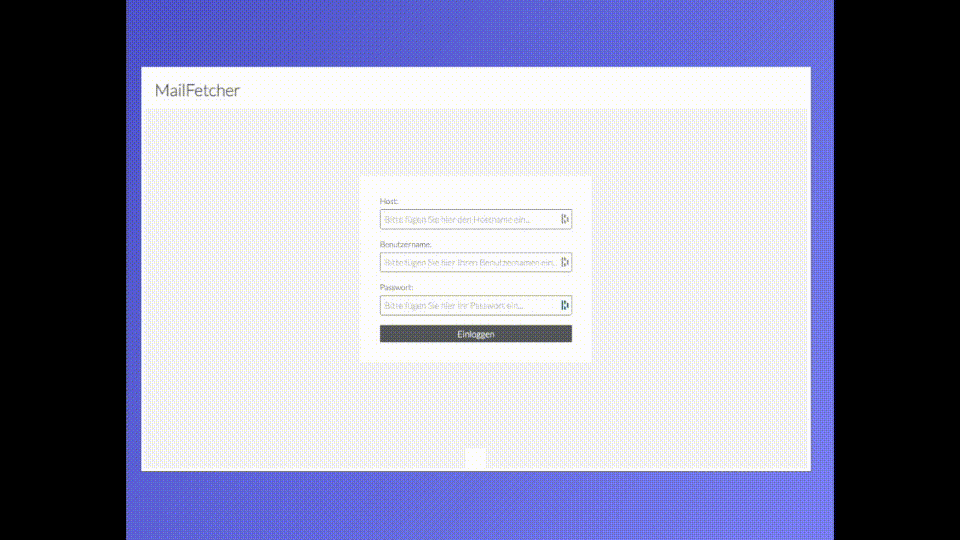 MailFetcher
Host:
Bitte fügen Sie hier den Hostname ein...
Benutzername:
Bitte fügen Sie hier Ihren Benutzernamen ein...
Passwort:
Bitte fügen Sie hier Ihr Passwort ein...
Einloggen